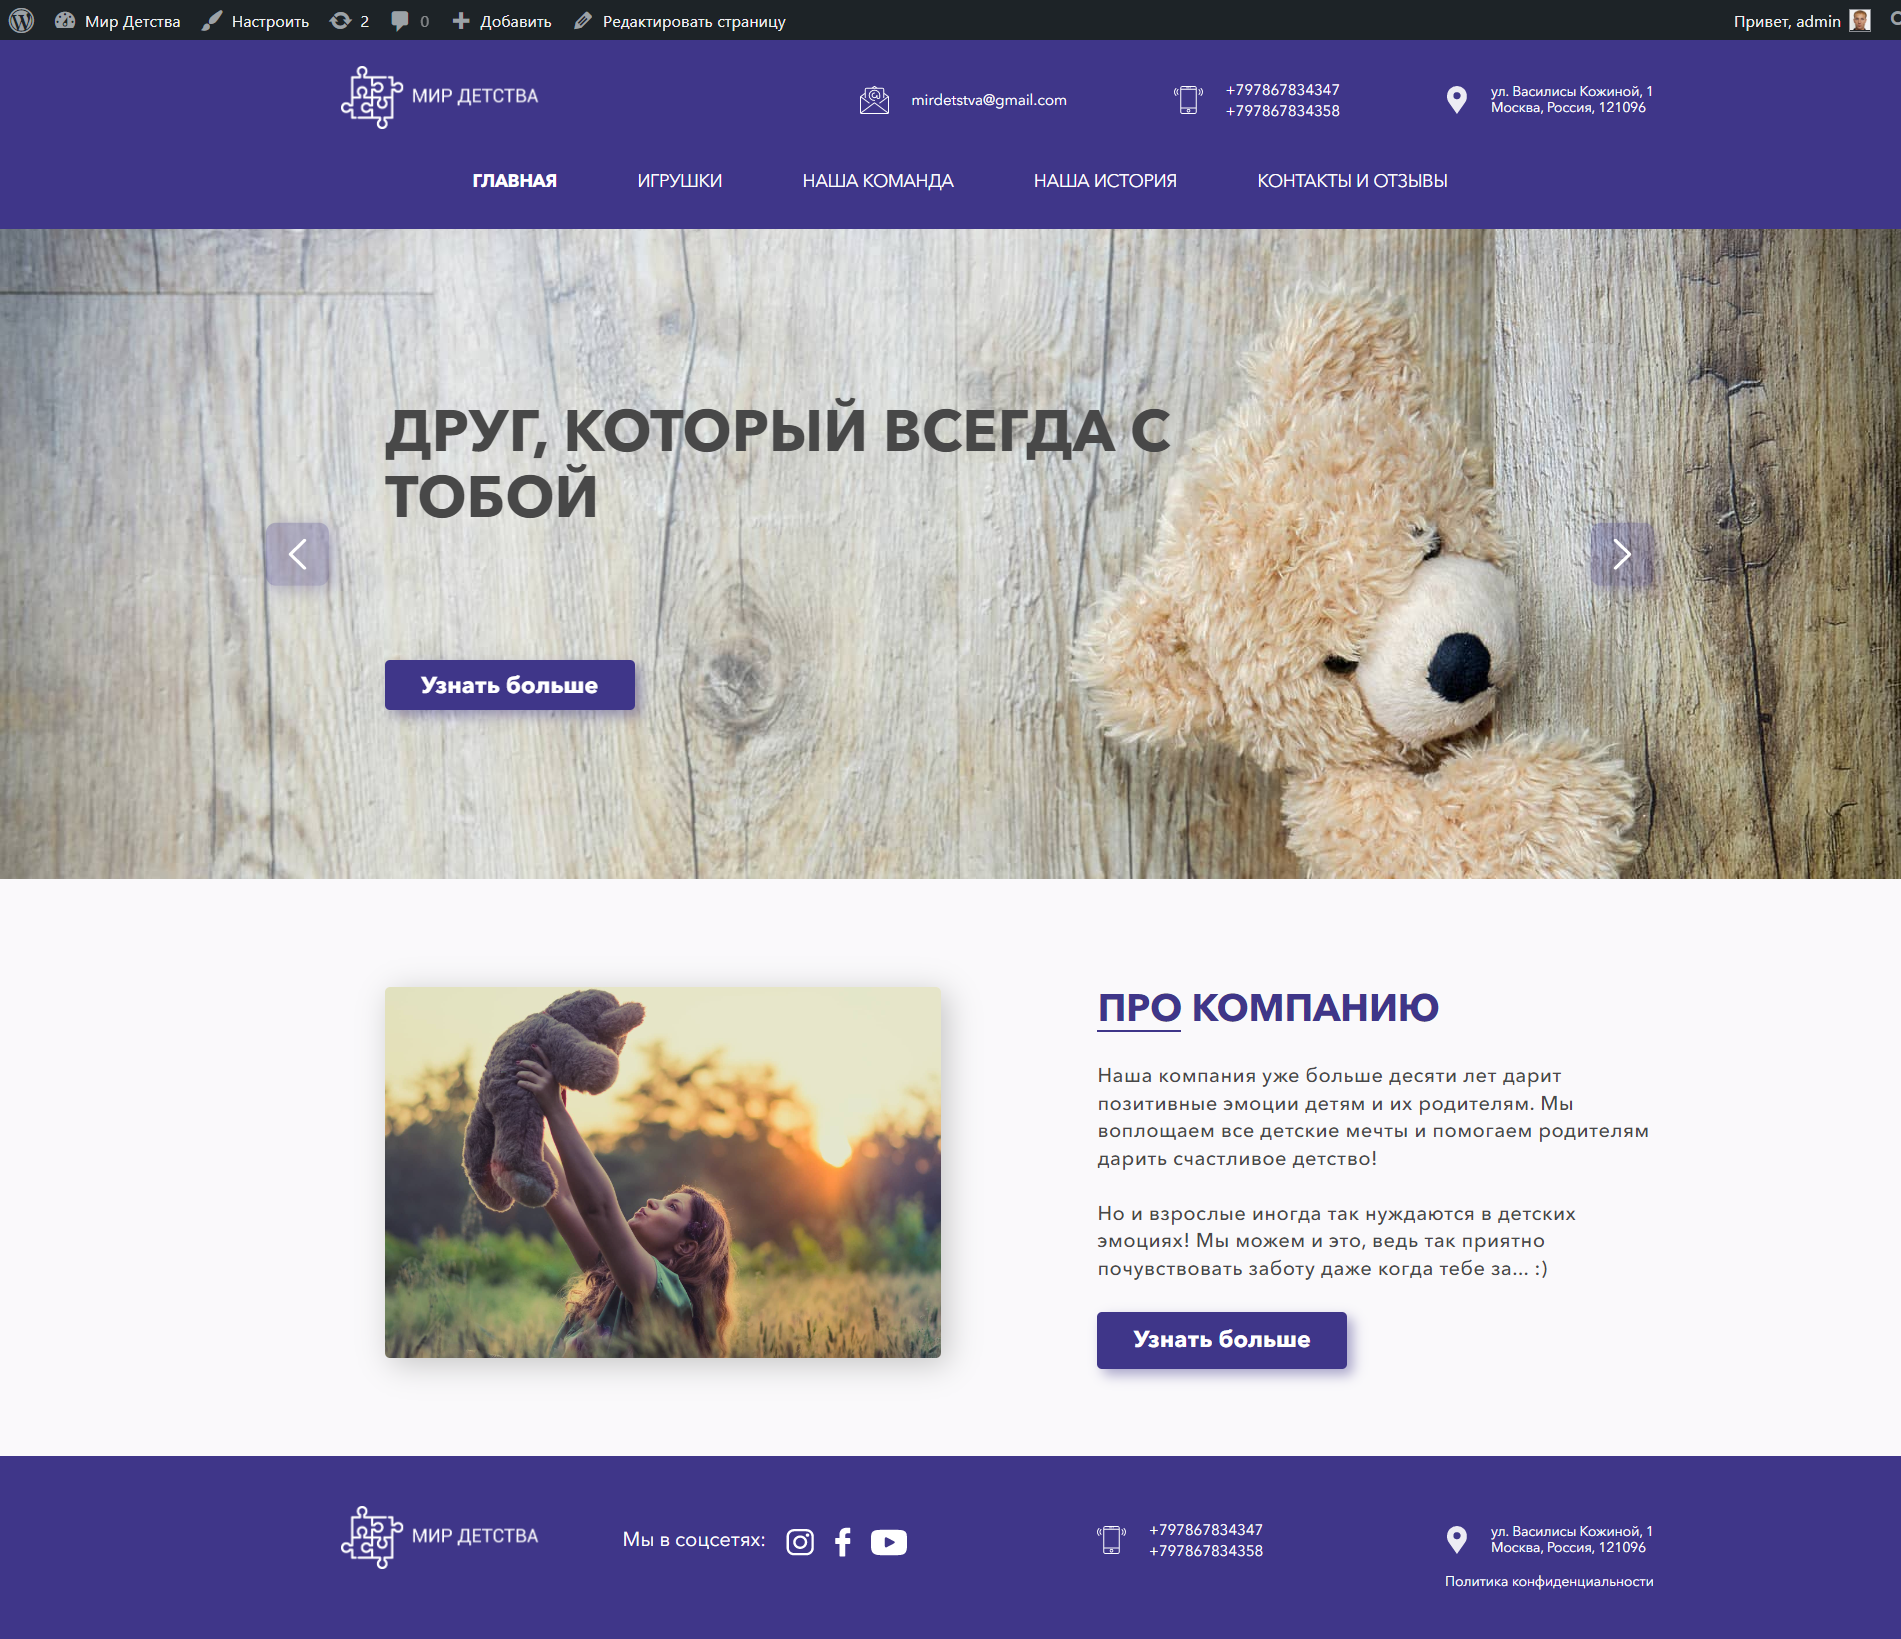 Мир Детства Настроить 2 0 Добавить Редактировать страницу Привет, admin
МИР ДЕТСТВА
mirdetstva@gmail.com
+797867834347
+797867834358
ул. Василисы Кожиной, 1
Москва, Россия, 121096
ГЛАВНАЯ ИГРУШКИ НАША КОМАНДА НАША ИСТОРИЯ КОНТАКТЫ И ОТЗЫВЫ
ДРУГ, КОТОРЫЙ ВСЕГДА С
ТОБОЙ
Узнать больше
ПРО КОМПАНИЮ
Наша компания уже больше десяти лет дарит
позитивные эмоции детям и их родителям. Мы
воплощаем все детские мечты и помогаем родителям
дарить счастливое детство!
Но и взрослые иногда так нуждаются в детских
эмоциях! Мы можем и это, ведь так приятно
почувствовать заботу даже когда тебе за... :)
Узнать больше
МИР ДЕТСТВА
Мы в соцсетях:
+797867834347
+797867834358
ул. Василисы Кожиной, 1
Москва, Россия, 121096
Политика конфиденциальности